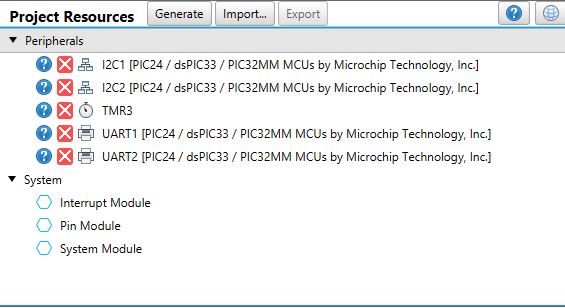 Project Resources Generate Import... Export
Peripherals
I2C1 [PIC24 / dsPIC33 / PIC32MM MCUs by Microchip Technology, Inc.]
I2C2 [PIC24 / dsPIC33 / PIC32MM MCUs by Microchip Technology, Inc.]
TMR3
UART1 [PIC24 / dsPIC33 / PIC32MM MCUs by Microchip Technology, Inc.]
UART2 [PIC24 / dsPIC33 / PIC32MM MCUs by Microchip Technology, Inc.]
System
Interrupt Module
Pin Module
System Module